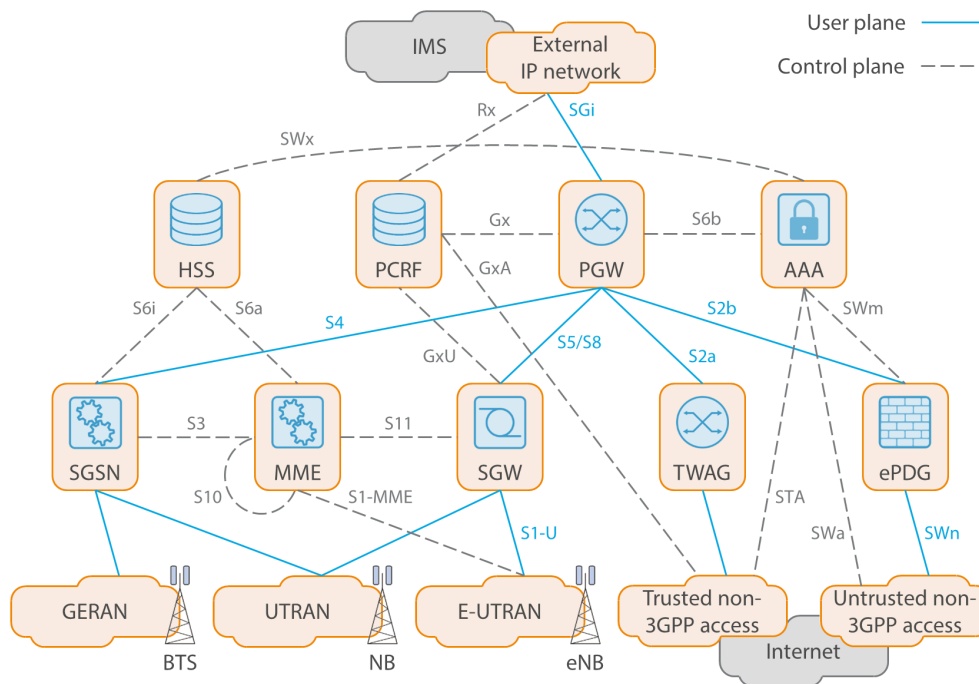 IMS
External
IP network
User plane
Control plane
Rx
SGi
SWx
HSS
PCRF
Gx
PGW
S6b
AAA
GxA
S6i
S6a
S4
GxU
S5/S8
S2a
S2b
SWm
SGSN
S3
MME
S11
SGW
TWAG
ePDG
S10
S1-MME
S1-U
STA
SWa
SWn
GERAN
BTS
UTRAN
NB
E-UTRAN
eNB
Trusted non-
3GPP access
Untrusted non-
3GPP access
Internet